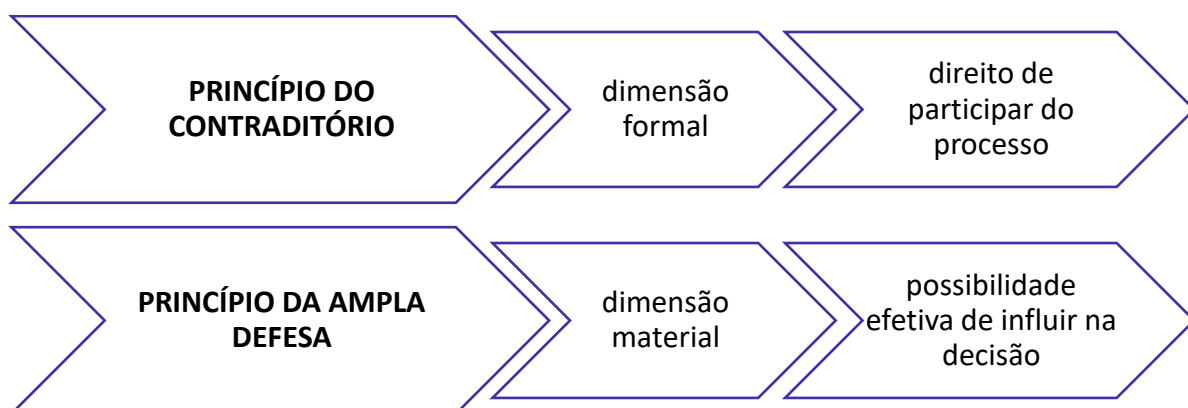 PRINCÍPIO DO
CONTRADITÓRIO
dimensão
formal
direito de
participar do
processo
PRINCÍPIO DA AMPLA
DEFESA
dimensão
material
possibilidade
efetiva de influir na
decisão